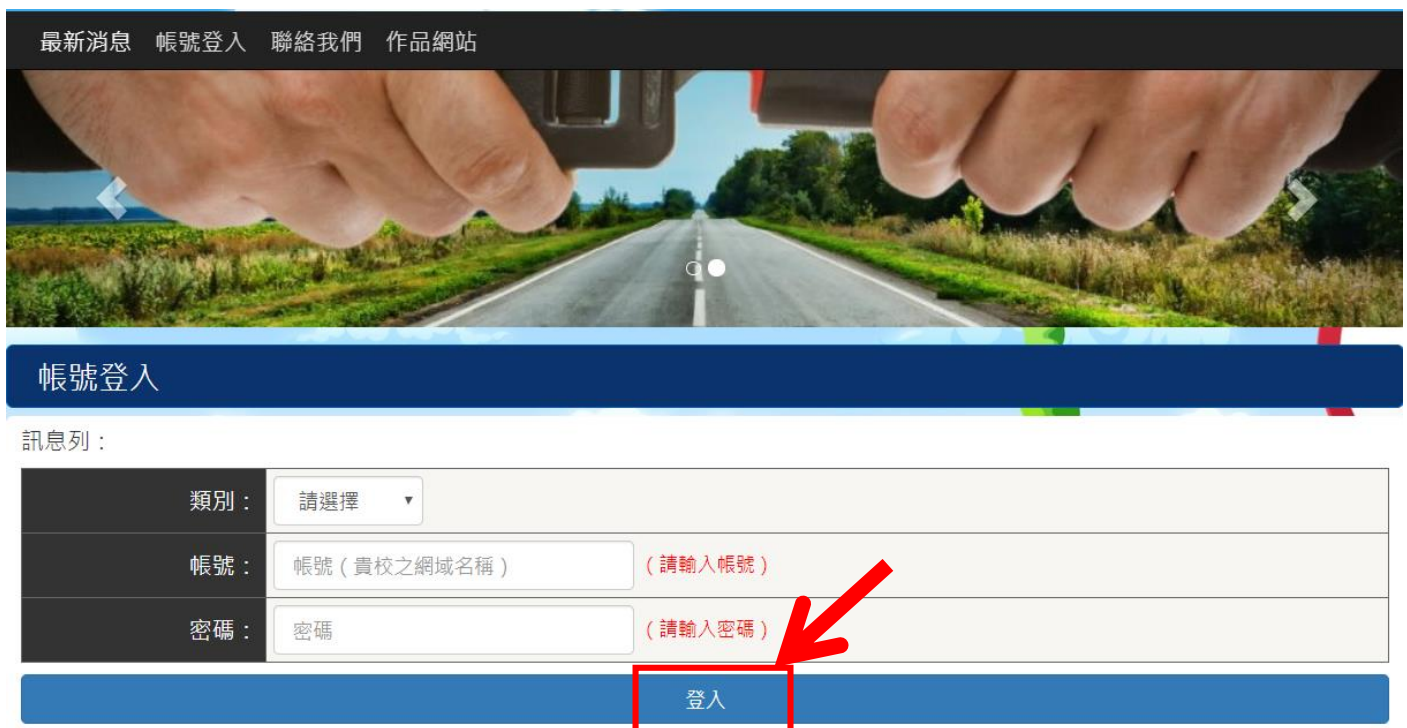 最新消息 帳號登入 聯絡我們 作品網站
帳號登入
訊息列：
類別： 請選擇
帳號： 帳號（貴校之網域名稱） （請輸入帳號）
密碼： 密碼 （請輸入密碼）
登入